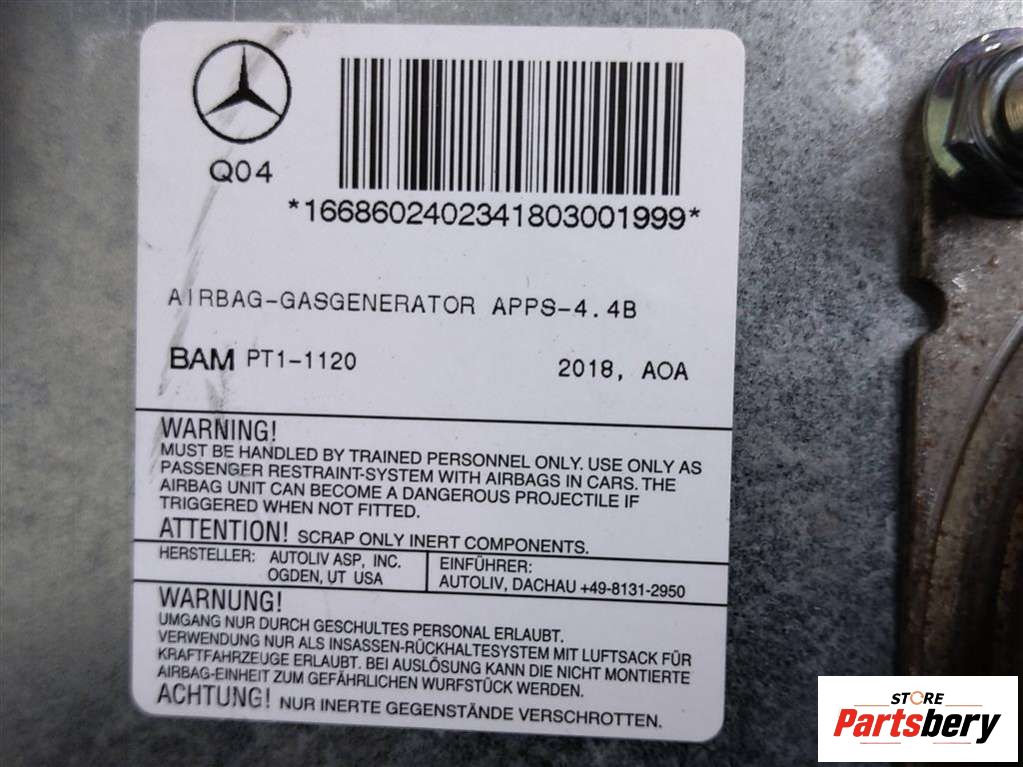 Q04
*1668602402341803001999*
AIRBAG-GASGENERATOR APPS-4.4B
BAM PT1-1120 2018, AOA
WARNING!
MUST BE HANDLED BY TRAINED PERSONNEL ONLY. USE ONLY AS
PASSENGER RESTRAINT-SYSTEM WITH AIRBAGS IN CARS. THE
AIRBAG UNIT CAN BECOME A DANGEROUS PROJECTILE IF
TRIGGERED WHEN NOT FITTED.
ATTENTION! SCRAP ONLY INERT COMPONENTS.
HERSTELLER: AUTOLIV ASP, INC.
OGDEN, UT USA
EINFÜHRER:
AUTOLIV, DACHAU +49-8131-2950
WARNUNG!
UMGANG NUR DURCH GESCHULTES PERSONAL ERLAUBT.
VERWENDUNG NUR ALS INSASSEN-RÜCKHALTESYSTEM MIT LUFTSACK FÜR
KRAFTFAHRZEUGE ERLAUBT. BEI AUSLÖSUNG KANN DIE NICHT MONTIERTE
AIRBAG-EINHEIT ZUM GEFÄHRLICHEN WURFSTÜCK WERDEN.
ACHTUNG! NUR INERTE GEGENSTÄNDE VERSCHROTTEN.
STORE
Partsbery